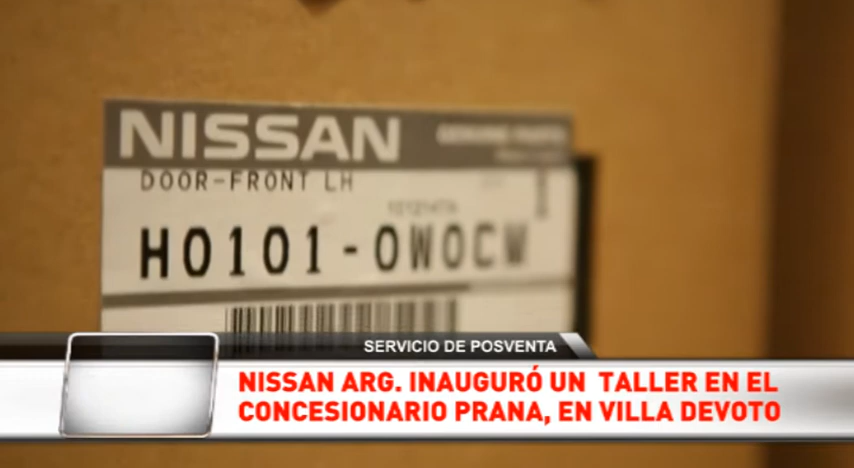 NISSAN
DOOR-FRONT LH
H0101-0W0CW
SERVICIO DE POSVENTA
NISSAN ARG. INAUGURÓ UN TALLER EN EL
CONCESIONARIO PRANA, EN VILLA DEVOTO